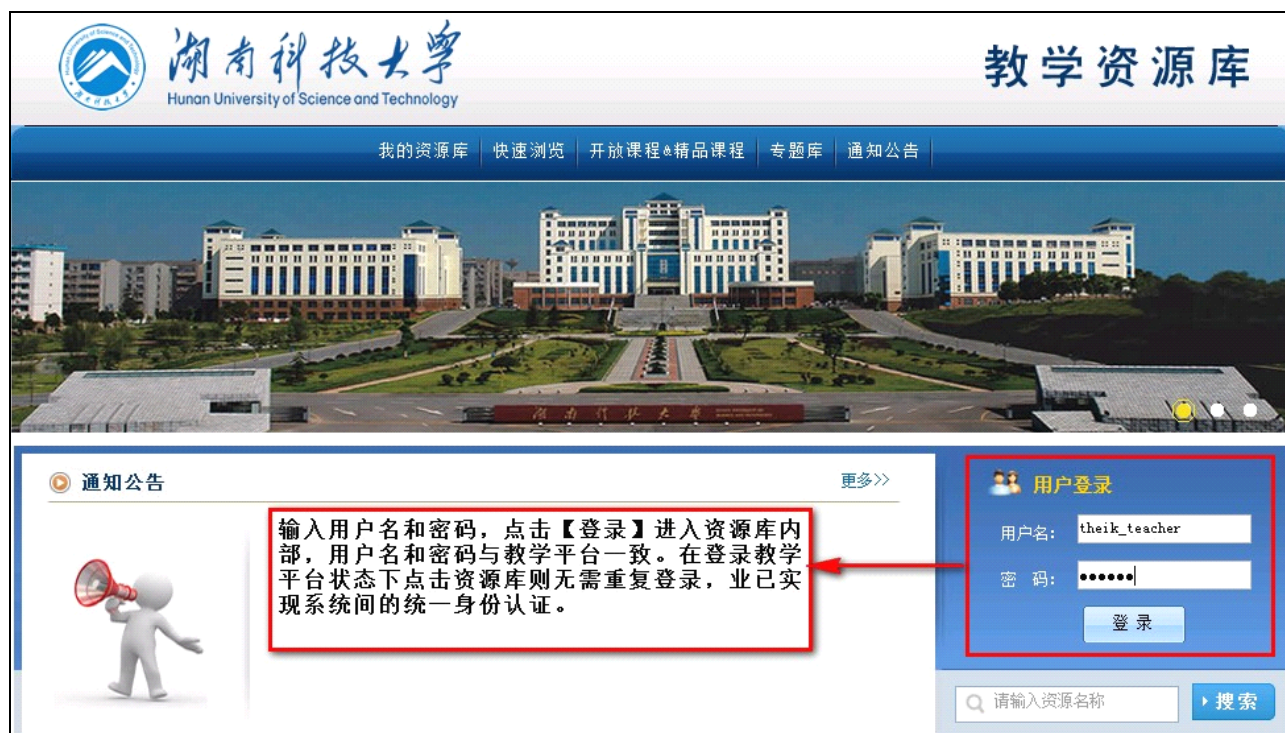 湖南科技大学
Hunan University of Science and Technology
教学资源库
我的资源库 快速浏览 开放课程&精品课程 专题库 通知公告
湖南科技大学
通知公告 更多>>
输入用户名和密码，点击【登录】进入资源库内
部，用户名和密码与教学平台一致。在登录教学
平台状态下点击资源库则无需重复登录，业已实
现系统间的统一身份认证。
用户登录
用户名： theik_teacher
密 码： ●●●●●●
登 录
请输入资源名称 搜索